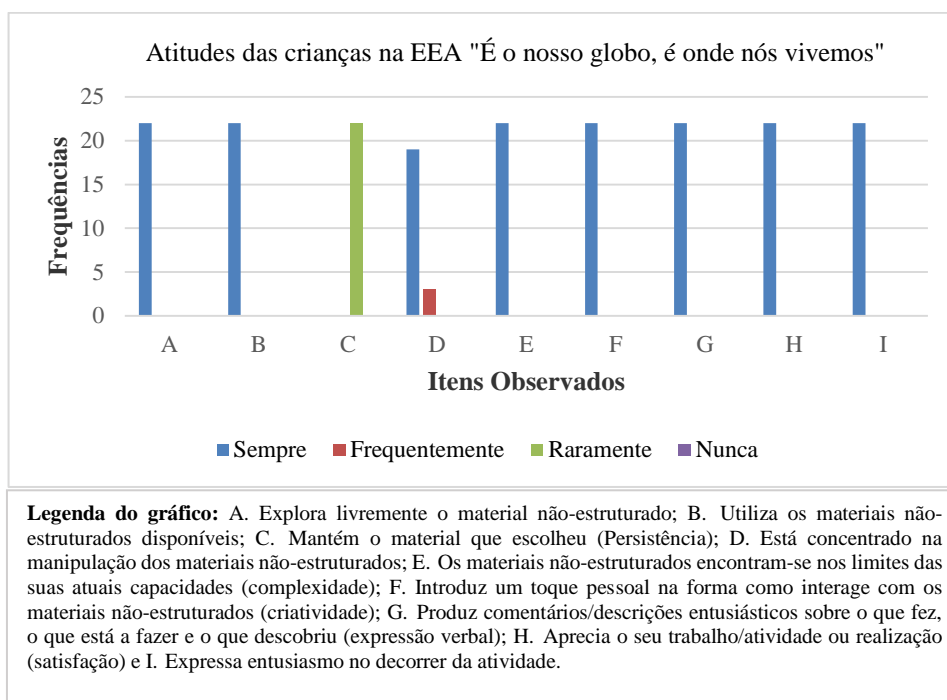 Atitudes das crianças na EEA "É o nosso globo, é onde nós vivemos"
25
20
15
10
5
0
Frequências
A B C D E F G H I
Itens Observados
Sempre Frequentemente Raramente Nunca
Legenda do gráfico: A. Explora livremente o material não-estruturado; B. Utiliza os materiais não-
estruturados disponíveis; C. Mantém o material que escolheu (Persistência); D. Está concentrado na
manipulação dos materiais não-estruturados; E. Os materiais não-estruturados encontram-se nos limites das
suas atuais capacidades (complexidade); F. Introduz um toque pessoal na forma como interage com os
materiais não-estruturados (criatividade); G. Produz comentários/descrições entusiásticos sobre o que fez,
o que está a fazer e o que descobriu (expressão verbal); H. Aprecia o seu trabalho/atividade ou realização
(satisfação) e I. Expressa entusiasmo no decorrer da atividade.